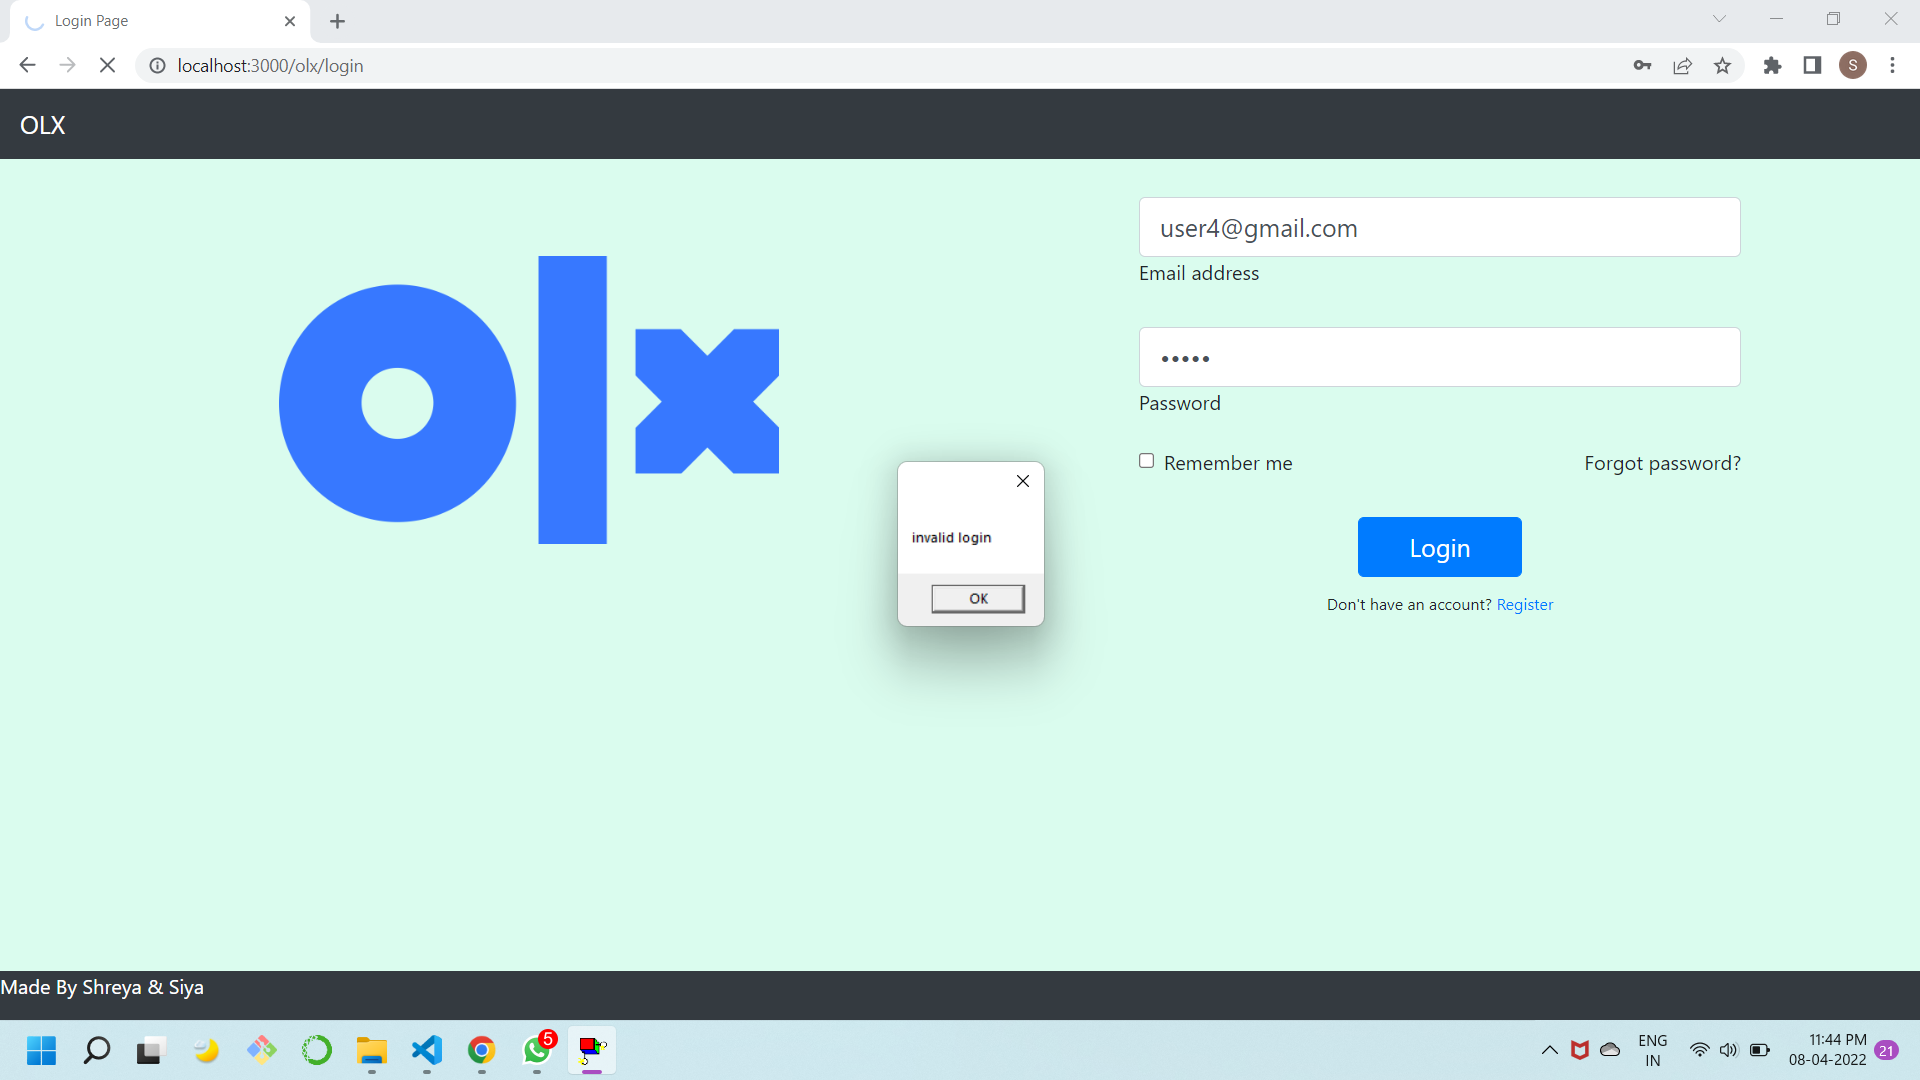 Login Page
localhost:3000/olx/login
S
OLX
olx
user4@gmail.com
Email address
•••••
Password
Remember me
Forgot password?
invalid login
OK
Login
Don't have an account? Register
Made By Shreya & Siya
5
ENG
IN
11:44 PM
08-04-2022
21